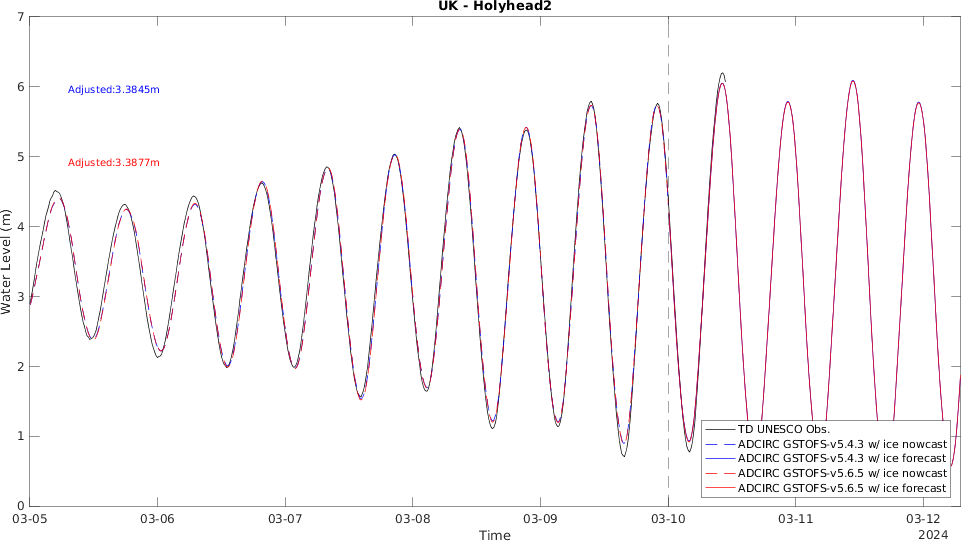 UK - Holyhead2
7
6
5
4
3
2
1
0
Water Level (m)
Adjusted:3.3845m
Adjusted:3.3877m
TD UNESCO Obs.
ADCIRC GSTOFS-v5.4.3 w/ ice nowcast
ADCIRC GSTOFS-v5.4.3 w/ ice forecast
ADCIRC GSTOFS-v5.6.5 w/ ice nowcast
ADCIRC GSTOFS-v5.6.5 w/ ice forecast
03-05 03-06 03-07 03-08 03-09 03-10 03-11 03-12
Time
2024